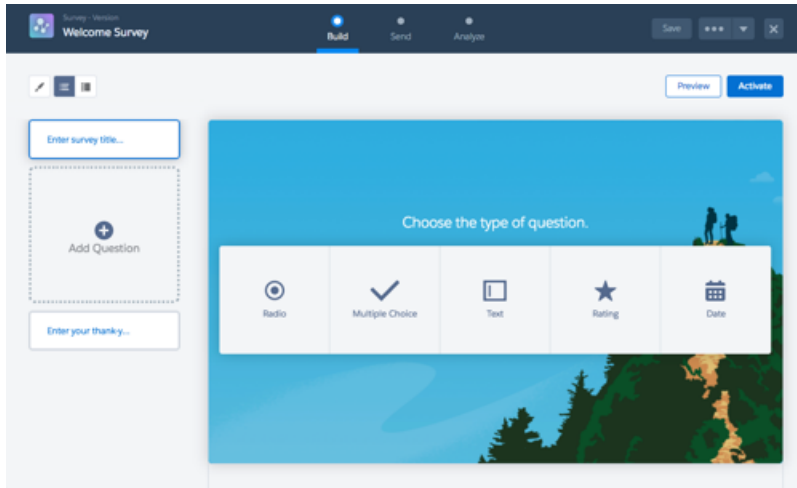 Survey - Version
Welcome Survey
Build
Send
Analyze
Save
Preview
Activate
Enter survey title...
Choose the type of question.
Add Question
Radio
Multiple Choice
Text
Rating
Date
Enter your thank-y...